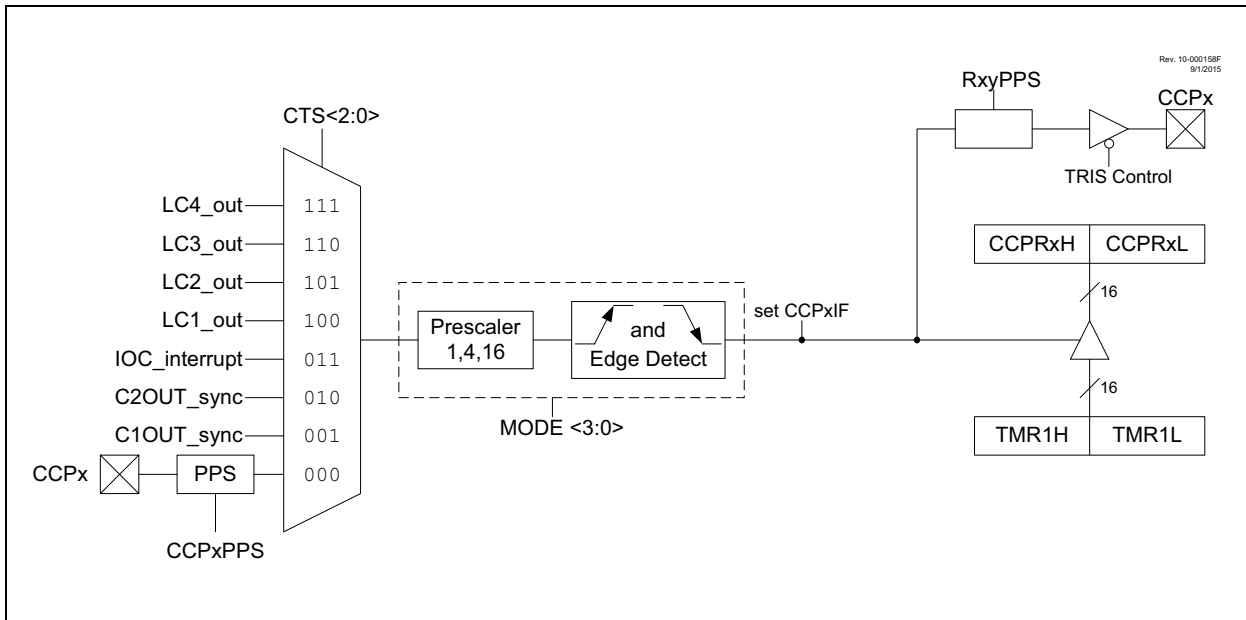 Rev. 10-000158F
9/1/2015
RxyPPS
CCPx
TRIS Control
CTS<2:0>
LC4_out 111
LC3_out 110
LC2_out 101
LC1_out 100
IOC_interrupt 011
C2OUT_sync 010
C1OUT_sync 001
CCPx PPS 000
CCPxPPS
Prescaler
1,4,16
and
Edge Detect
MODE <3:0>
set CCPxIF
CCPRxH CCPRxL
16
16
TMR1H TMR1L